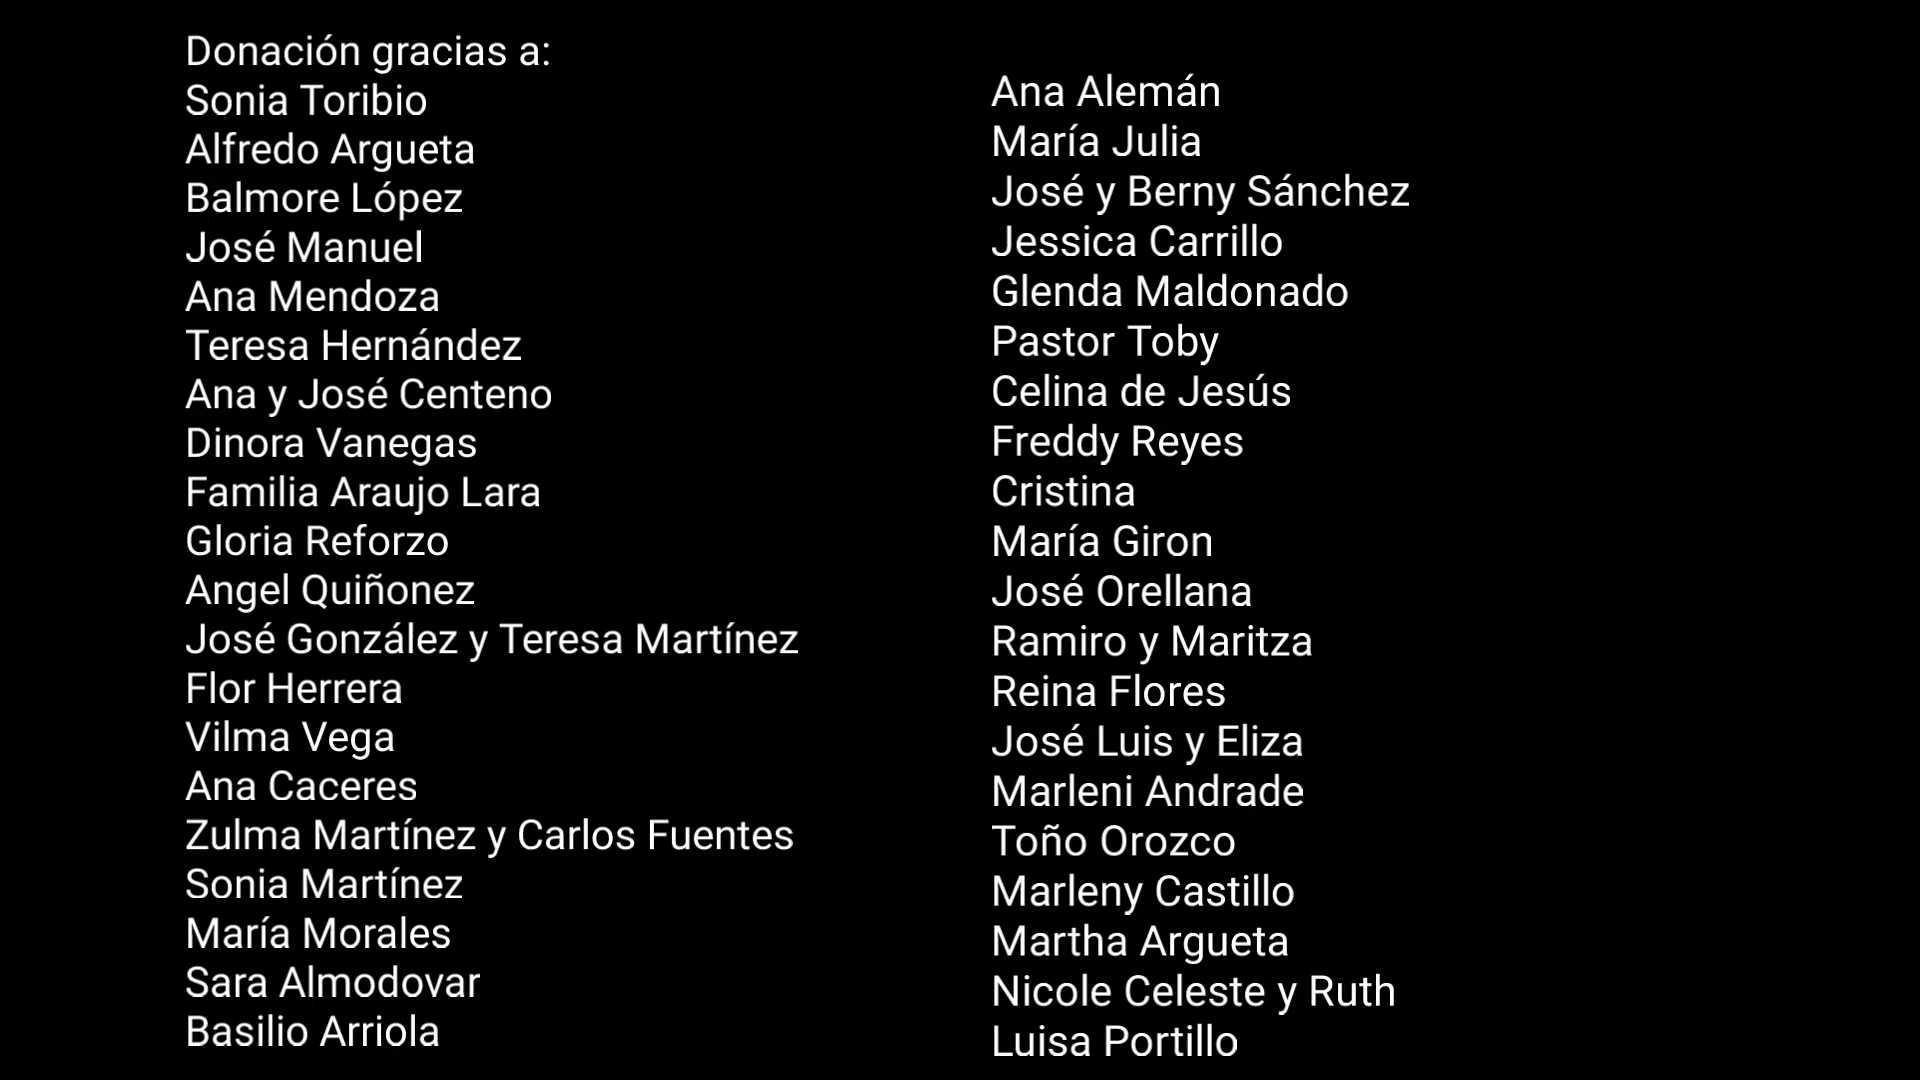 Donación gracias a:
Sonia Toribio
Alfredo Argueta
Balmore López
José Manuel
Ana Mendoza
Teresa Hernández
Ana y José Centeno
Dinora Vanegas
Familia Araujo Lara
Gloria Reforzo
Angel Quiñonez
José González y Teresa Martínez
Flor Herrera
Vilma Vega
Ana Caceres
Zulma Martínez y Carlos Fuentes
Sonia Martínez
María Morales
Sara Almodovar
Basilio Arriola
Ana Alemán
María Julia
José y Berny Sánchez
Jessica Carrillo
Glenda Maldonado
Pastor Toby
Celina de Jesús
Freddy Reyes
Cristina
María Giron
José Orellana
Ramiro y Maritza
Reina Flores
José Luis y Eliza
Marleni Andrade
Toño Orozco
Marleny Castillo
Martha Argueta
Nicole Celeste y Ruth
Luisa Portillo